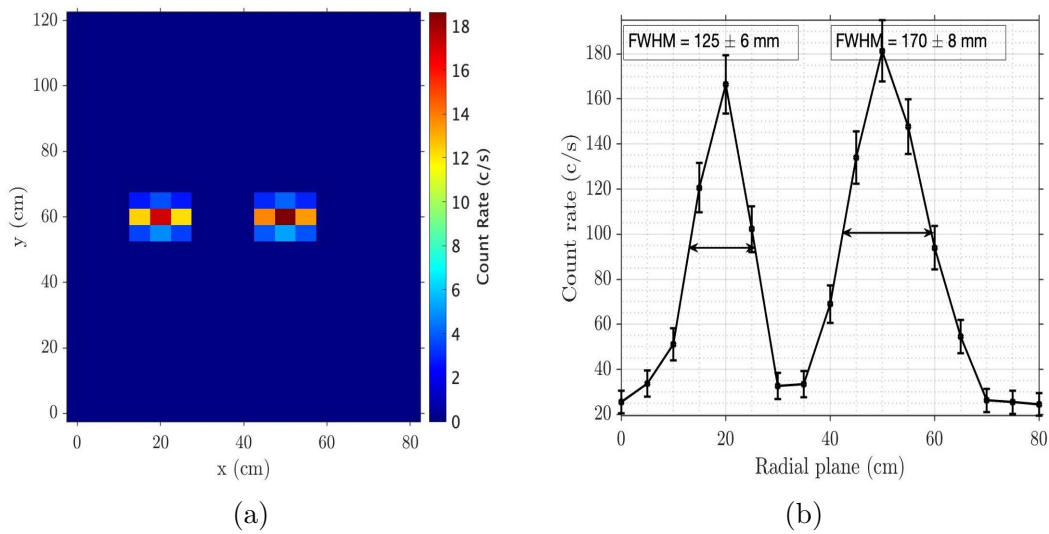 120
100
80
60
40
20
0
y (cm)
0 20 40 60 80
x (cm)
18
16
14
12
10
8
6
4
2
0
Count Rate (c/s)
(a)
FWHM = 125 ± 6 mm
FWHM = 170 ± 8 mm
180
160
140
120
100
80
60
40
20
Count rate (c/s)
0 20 40 60 80
Radial plane (cm)
(b)